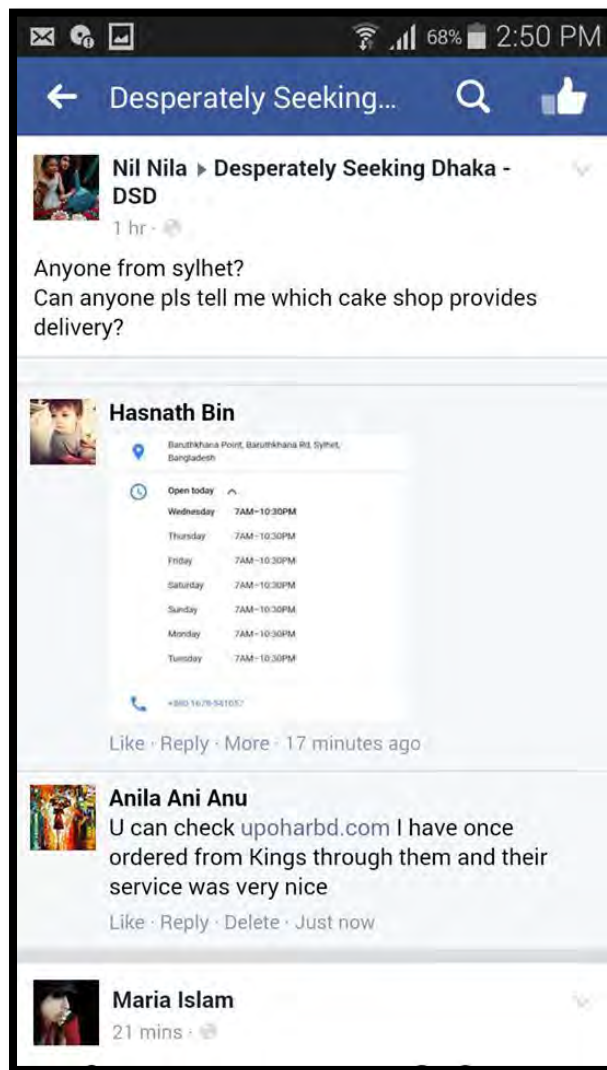 68% 2:50 PM
Desperately Seeking...
Nil Nila ▸ Desperately Seeking Dhaka -
DSD
1 hr ·
Anyone from sylhet?
Can anyone pls tell me which cake shop provides
delivery?
Hasnath Bin
Baruthkhana Point, Baruthkhana Rd, Sylhet,
Bangladesh
Open today
Wednesday 7AM–10:30PM
Thursday 7AM–10:30PM
Friday 7AM–10:30PM
Saturday 7AM–10:30PM
Sunday 7AM–10:30PM
Monday 7AM–10:30PM
Tuesday 7AM–10:30PM
+880
Like · Reply · More · 17 minutes ago
Anila Ani Anu
U can check upoharbd.com I have once
ordered from Kings through them and their
service was very nice
Like · Reply · Delete · Just now
Maria Islam
21 mins ·